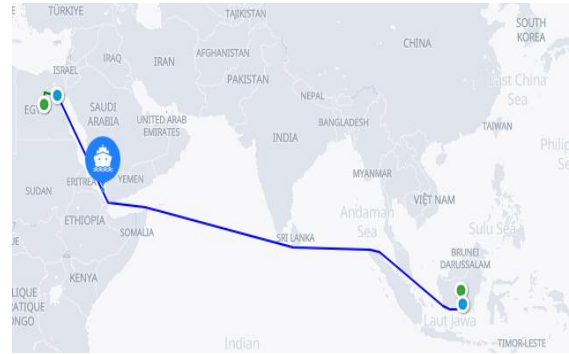 TÜRKIYE
TAJIKISTAN
SOUTH
KOREA
CHINA
ISRAEL
IRAQ
IRAN
AFGHANISTAN
PAKISTAN
East China
Sea
NEPAL
SAUDI
ARABIA
UNITED ARAB
EMIRATES
BANGLADESH
TAIWAN
INDIA
MYANMAR
SUDAN
ERITREA
YEMEN
VIỆT NAM
Andaman
Sea
ETHIOPIA
SOMALIA
SRI LANKA
Sulu Sea
BRUNEI
DARUSSALAM
KENYA
Laut Jawa
Indian
TIMOR-LESTE